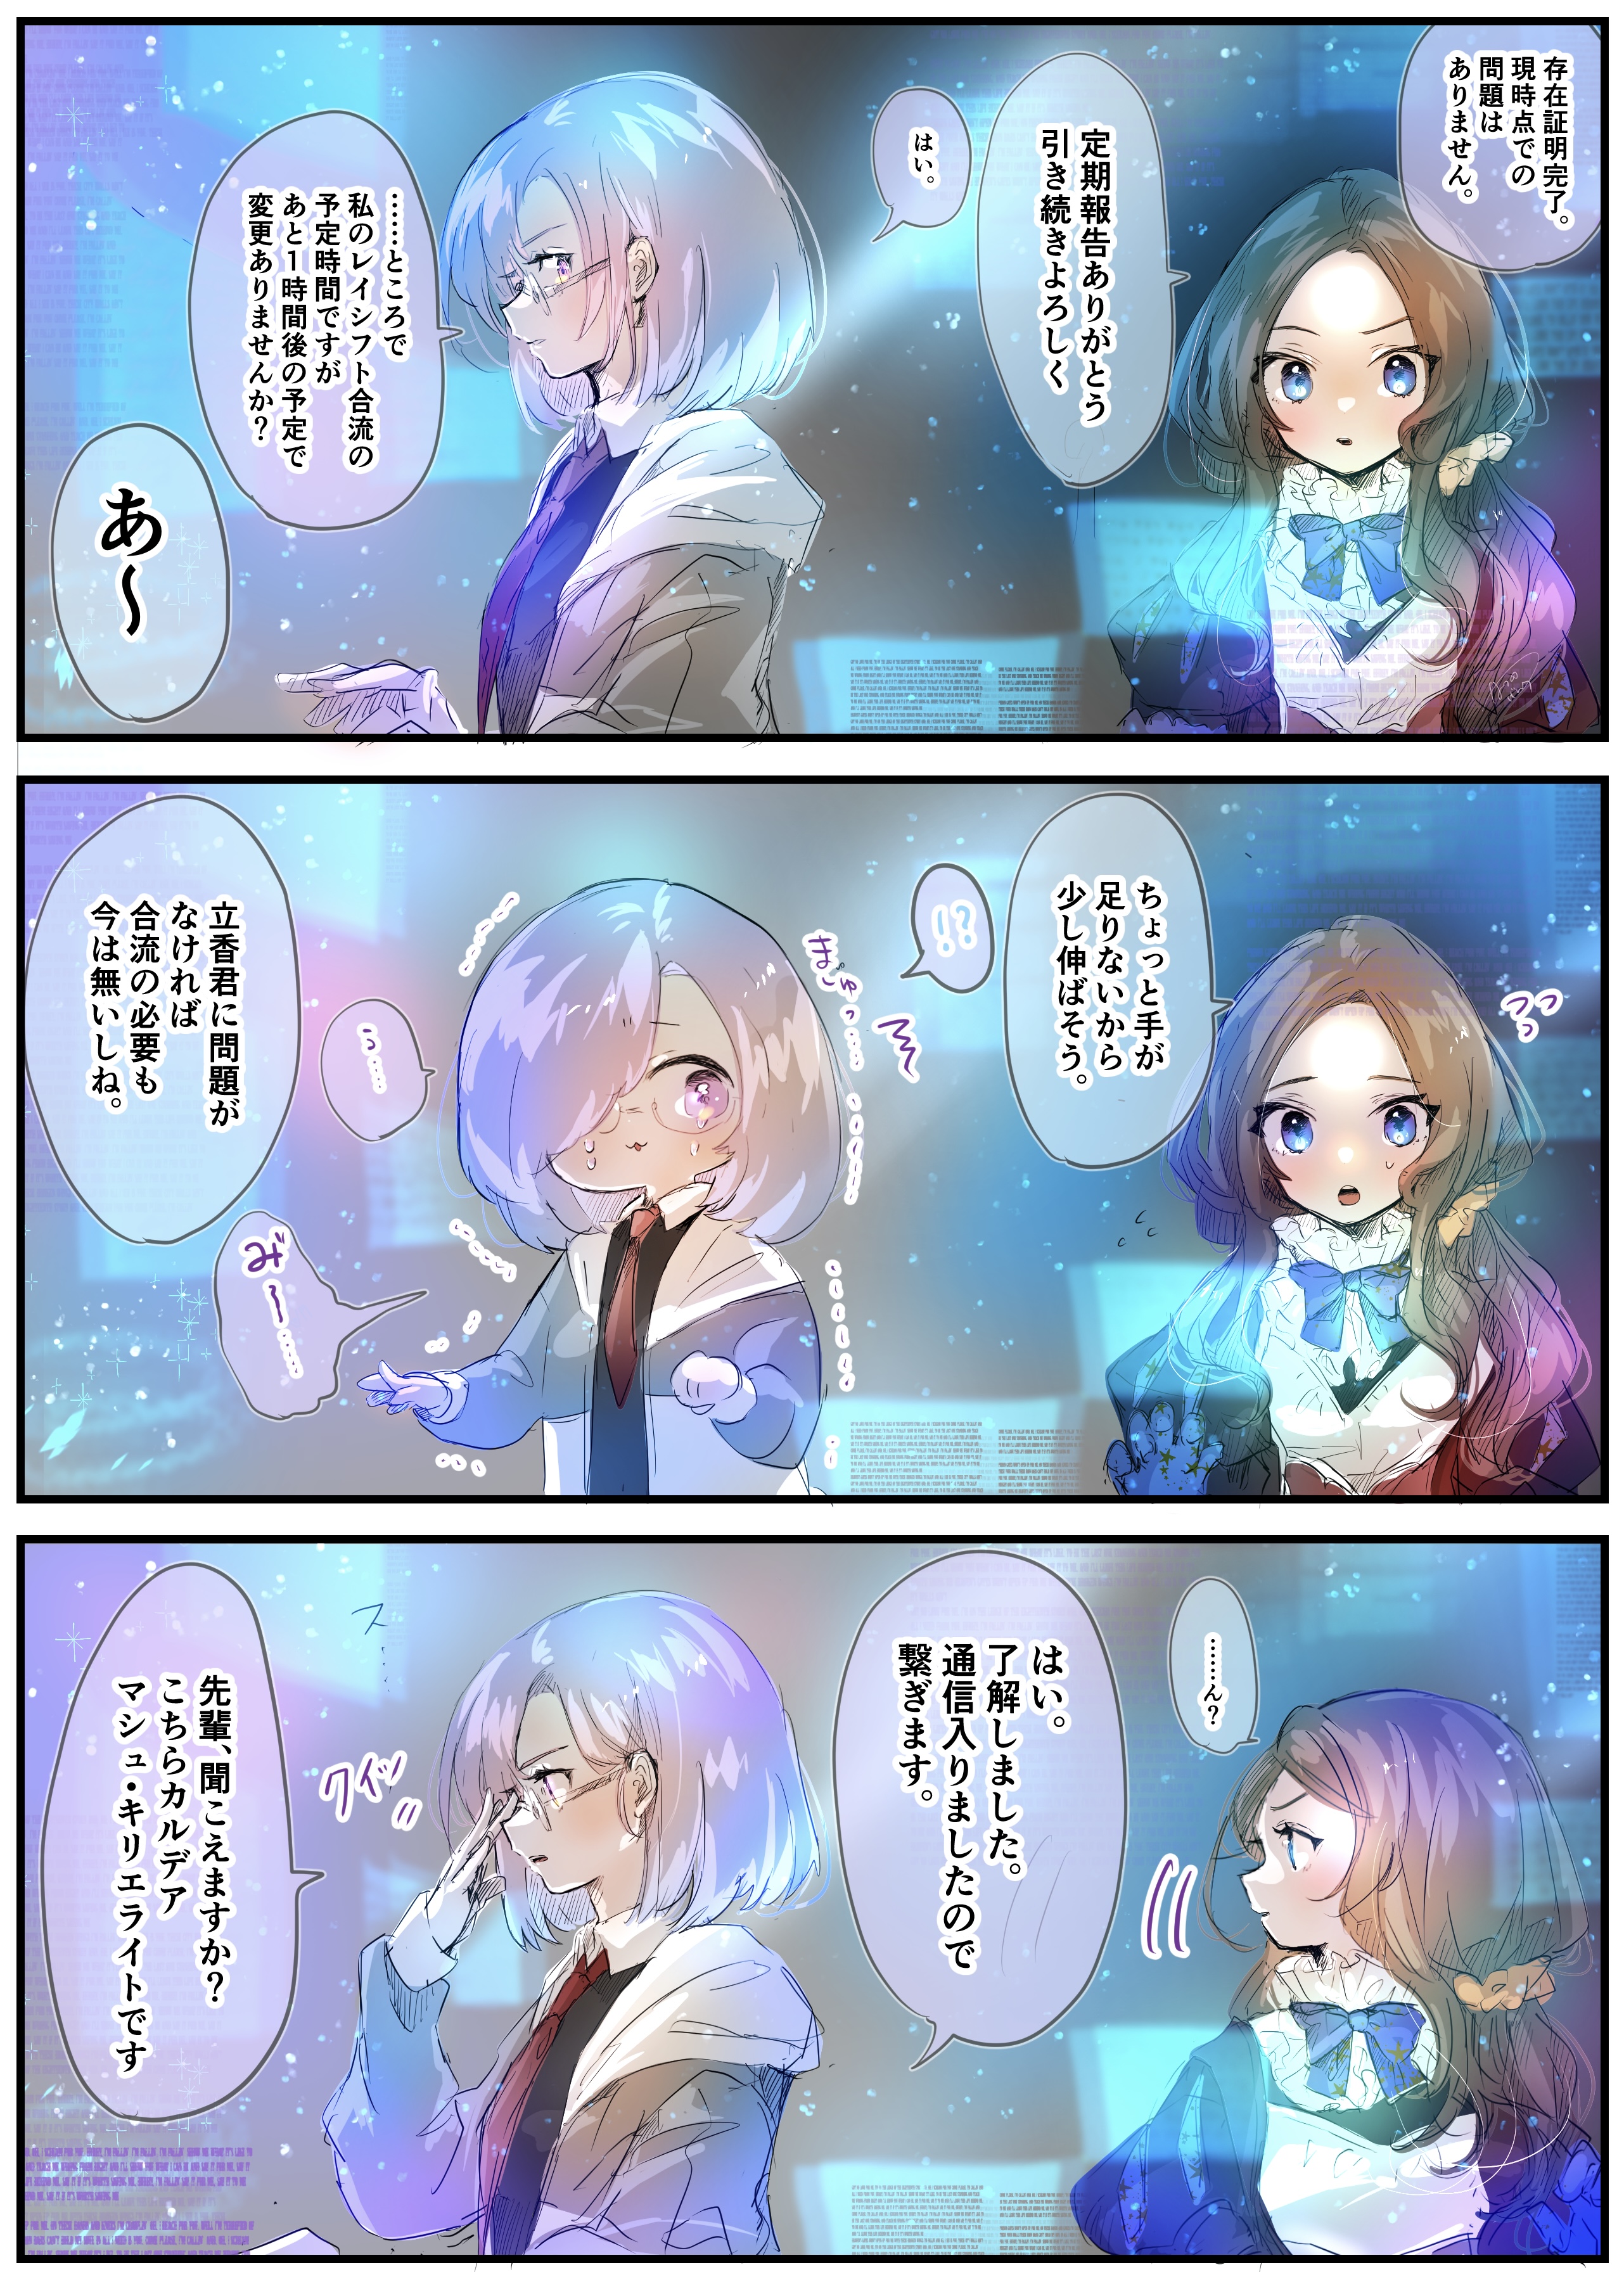 存在証明完了。
現時点での
問題は
ありません。
定期報告ありがとう
引き続きよろしく
はい。
……ところで
私のレイシフト合流の
予定時間ですが
あと1時間後の予定で
変更ありませんか?
あ〜
ちょっと手が
足りないから
少し伸ばそう。
!?
まぎゅっ……
う……
立香君に問題が
なければ
合流の必要も
今は無いしね。
み゛〜……
……ん?
はい。
了解しました。
通信入りましたので
繋ぎます。
ス…
クイッ
先輩、聞こえますか?
こちらカルデア
マシュ・キリエライトです